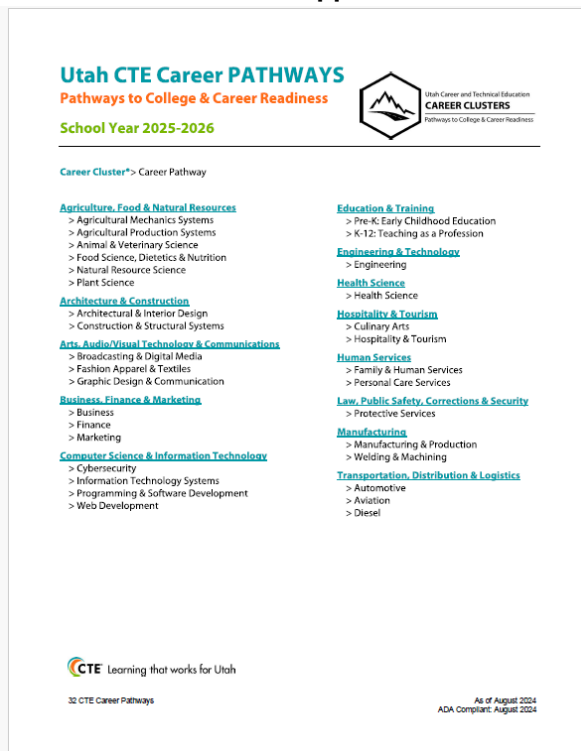 Utah CTE Career PATHWAYS
Pathways to College & Career Readiness
School Year 2025-2026
Utah Career and Technical Education
CAREER CLUSTERS
Pathways to College & Career Readiness
Career Cluster*> Career Pathway
Agriculture, Food & Natural Resources
> Agricultural Mechanics Systems
> Agricultural Production Systems
> Animal & Veterinary Science
> Food Science, Dietetics & Nutrition
> Natural Resource Science
> Plant Science
Architecture & Construction
> Architectural & Interior Design
> Construction & Structural Systems
Arts, Audio/Visual Technology & Communications
> Broadcasting & Digital Media
> Fashion Apparel & Textiles
> Graphic Design & Communication
Business, Finance & Marketing
> Business
> Finance
> Marketing
Computer Science & Information Technology
> Cybersecurity
> Information Technology Systems
> Programming & Software Development
> Web Development
Education & Training
> Pre-K: Early Childhood Education
> K-12: Teaching as a Profession
Engineering & Technology
> Engineering
Health Science
> Health Science
Hospitality & Tourism
> Culinary Arts
> Hospitality & Tourism
Human Services
> Family & Human Services
> Personal Care Services
Law, Public Safety, Corrections & Security
> Protective Services
Manufacturing
> Manufacturing & Production
> Welding & Machining
Transportation, Distribution & Logistics
> Automotive
> Aviation
> Diesel
CTE Learning that works for Utah
32 CTE Career Pathways
As of August 2024
ADA Compliant: August 2024